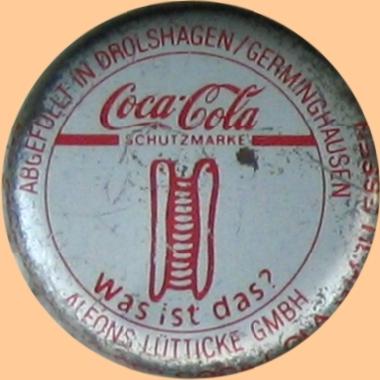 ABGEFÜLLT IN DROLSHAGEN/GERMINGHAUSEN
Coca-Cola
SCHUTZMARKE
Was ist das?
ALFONS LÜTTICKE GMBH